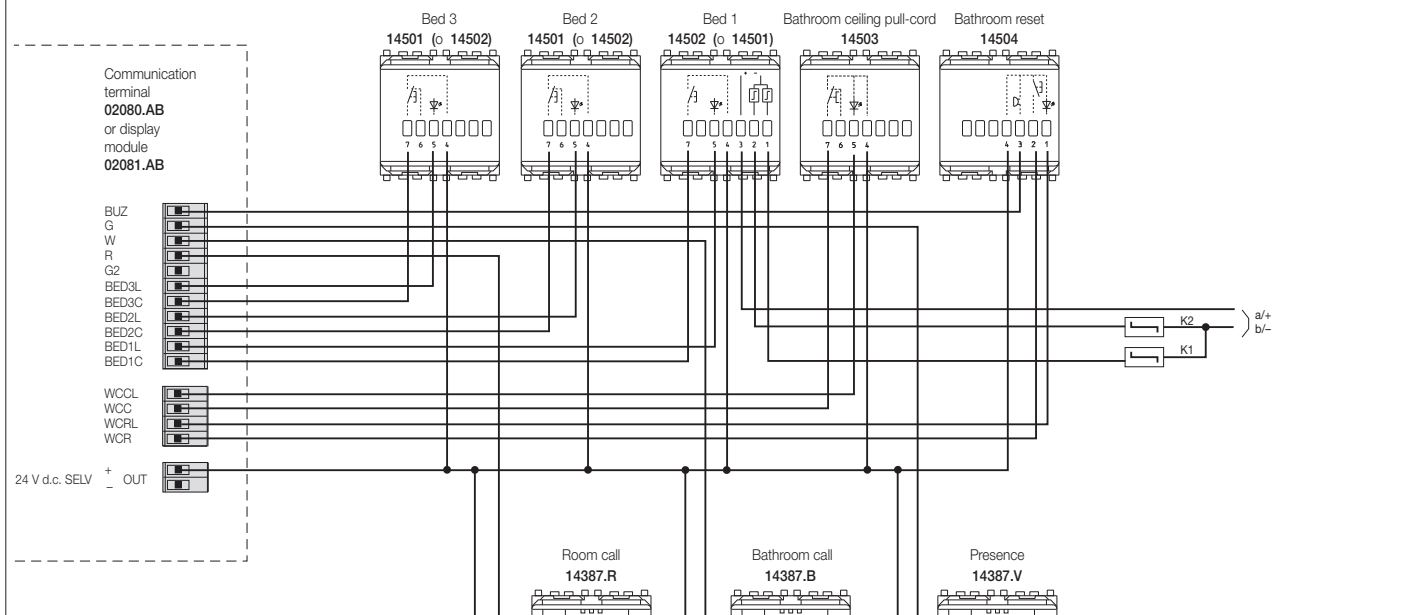 Bed 3
14501 (o 14502)
Bed 2
14501 (o 14502)
Bed 1
14502 (o 14501)
Bathroom ceiling pull-cord
14503
Bathroom reset
14504
Communication
terminal
02080.AB
or display
module
02081.AB
+ -
7 6 5 4
7 6 5 4
7 5 4 3 2 1
7 6 5 4
4 3 2 1
BUZ
G
W
R
G2
BED3L
BED3C
BED2L
BED2C
BED1L
BED1C
K2
K1
a/+
b/–
WCCL
WCC
WCRL
WCR
24 V d.c. SELV + – OUT
Room call
14387.R
Bathroom call
14387.B
Presence
14387.V